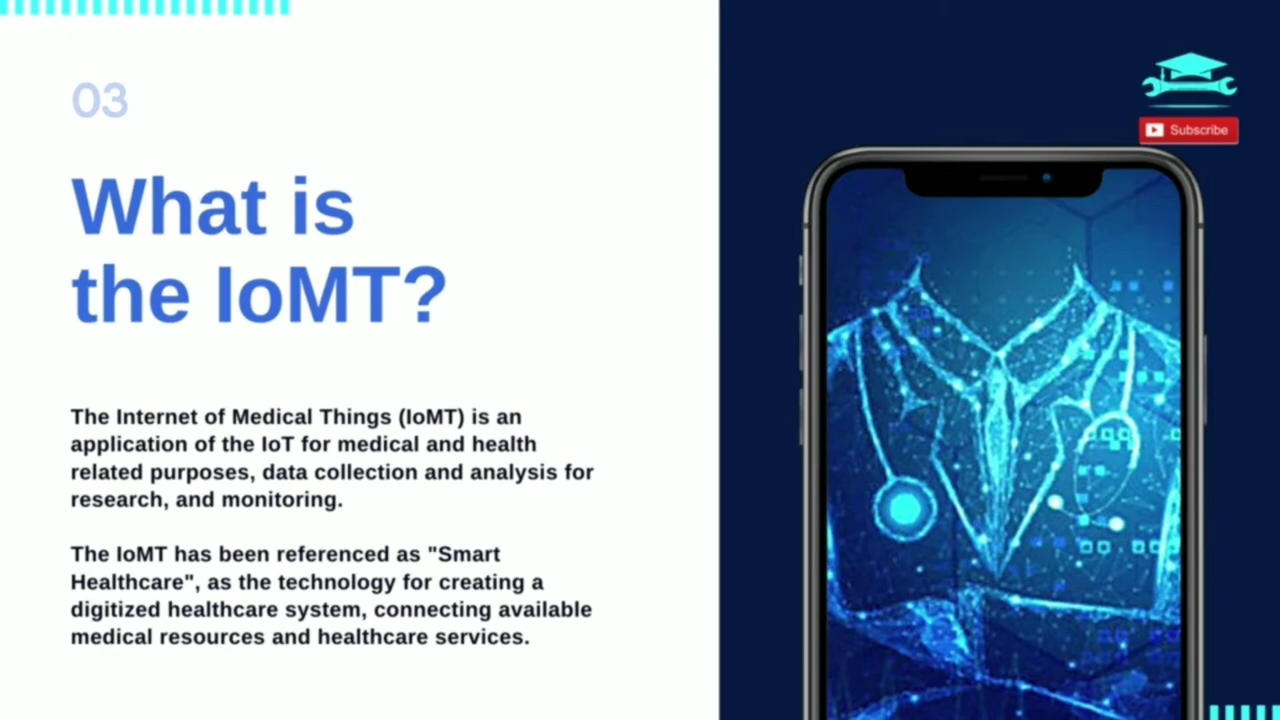 03
What is
the IoMT?
The Internet of Medical Things (IoMT) is an
application of the IoT for medical and health
related purposes, data collection and analysis for
research, and monitoring.
The IoMT has been referenced as "Smart
Healthcare", as the technology for creating a
digitized healthcare system, connecting available
medical resources and healthcare services.
Subscribe